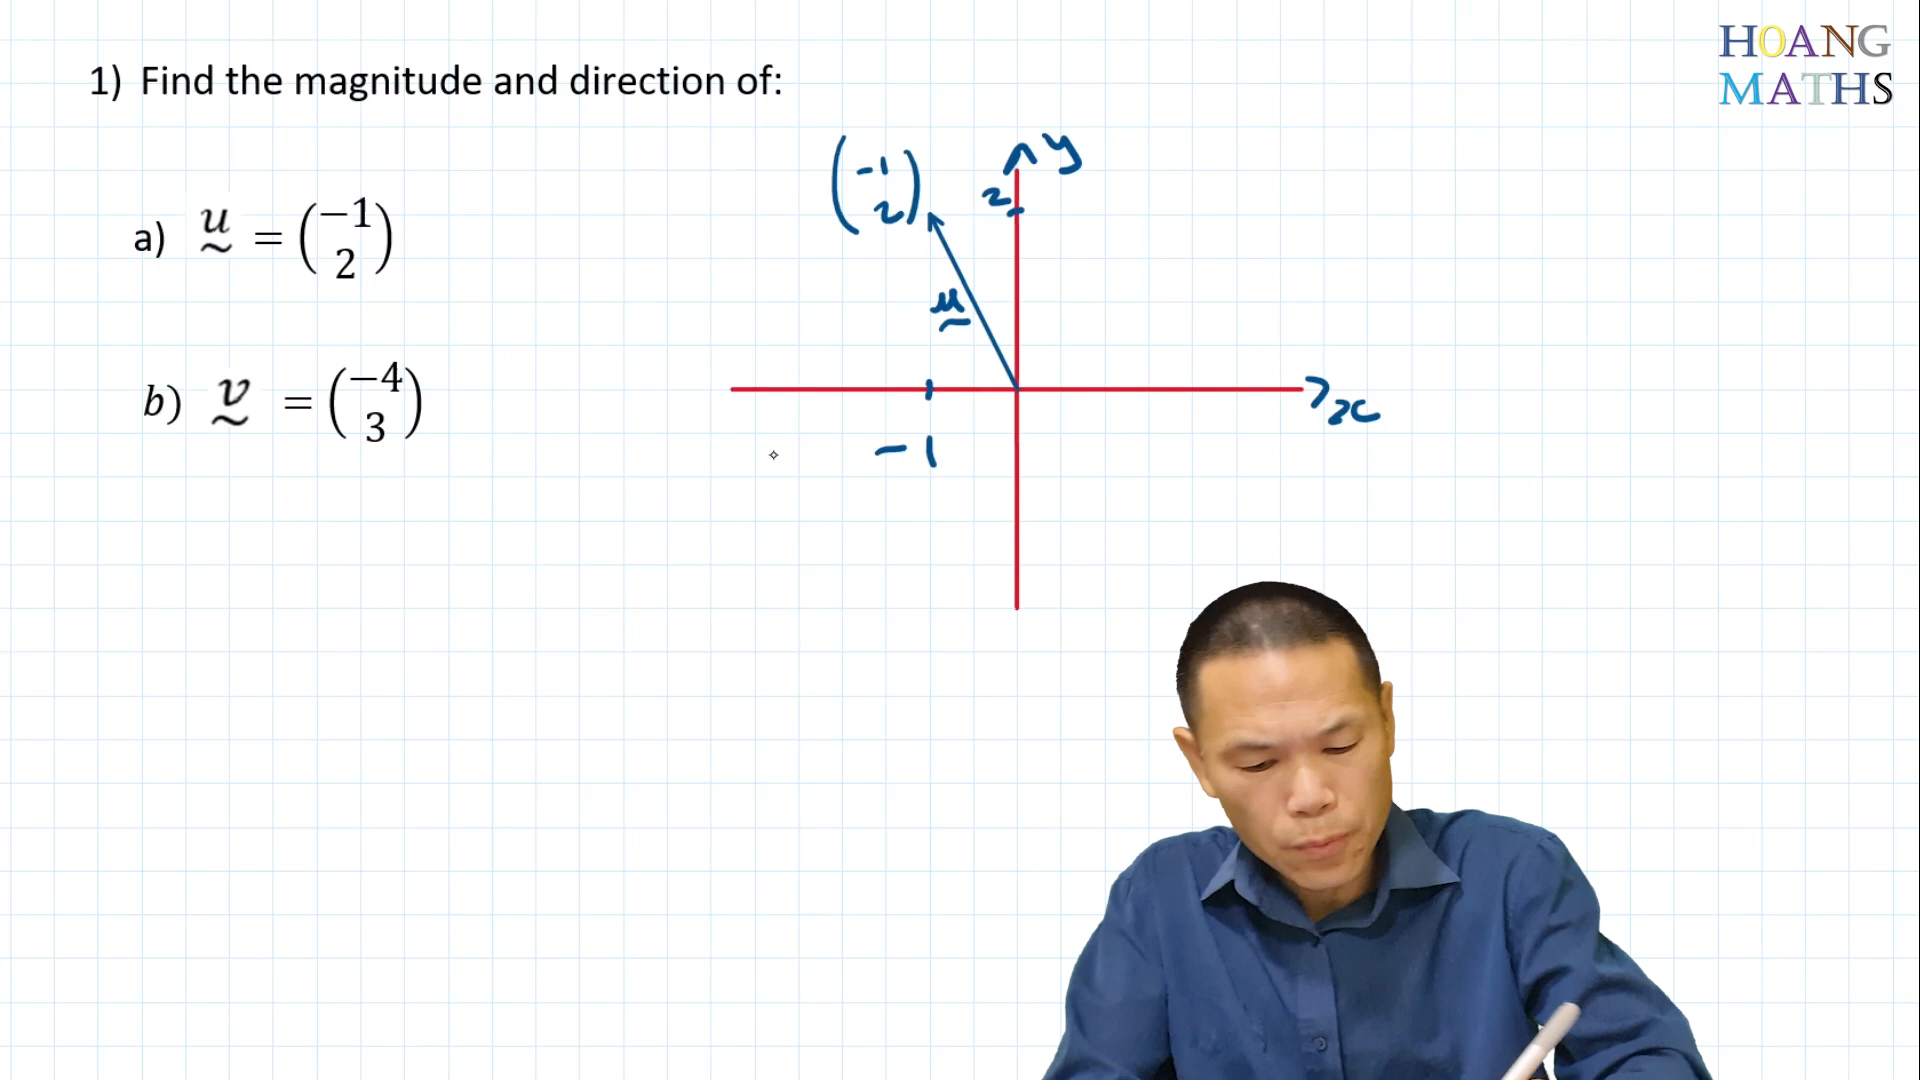 HOANG
MATHS
1) Find the magnitude and direction of:
a) u = (−1
2)
b) v = (−4
3)
(-1
2)
y
2
u
x
-1